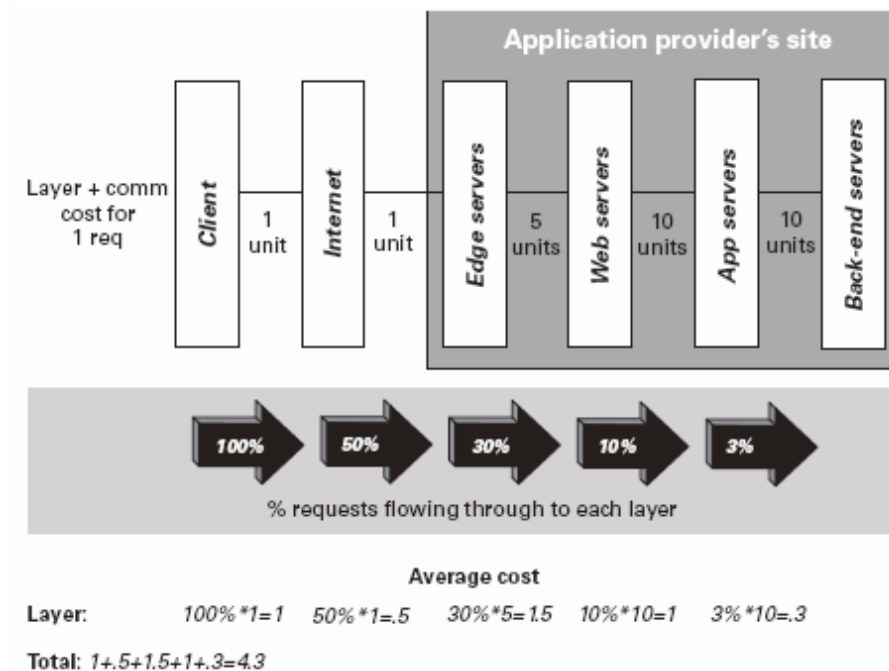 Application provider's site
Layer + comm
cost for
1 req
Client
1
unit
Internet
1
unit
Edge servers
5
units
Web servers
10
units
App servers
10
units
Back-end servers
100%
50%
30%
10%
3%
% requests flowing through to each layer
Average cost
Layer: 100%*1=1 50%*1=.5 30%*5=1.5 10%*10=1 3%*10=.3
Total: 1+.5+1.5+1+.3=4.3